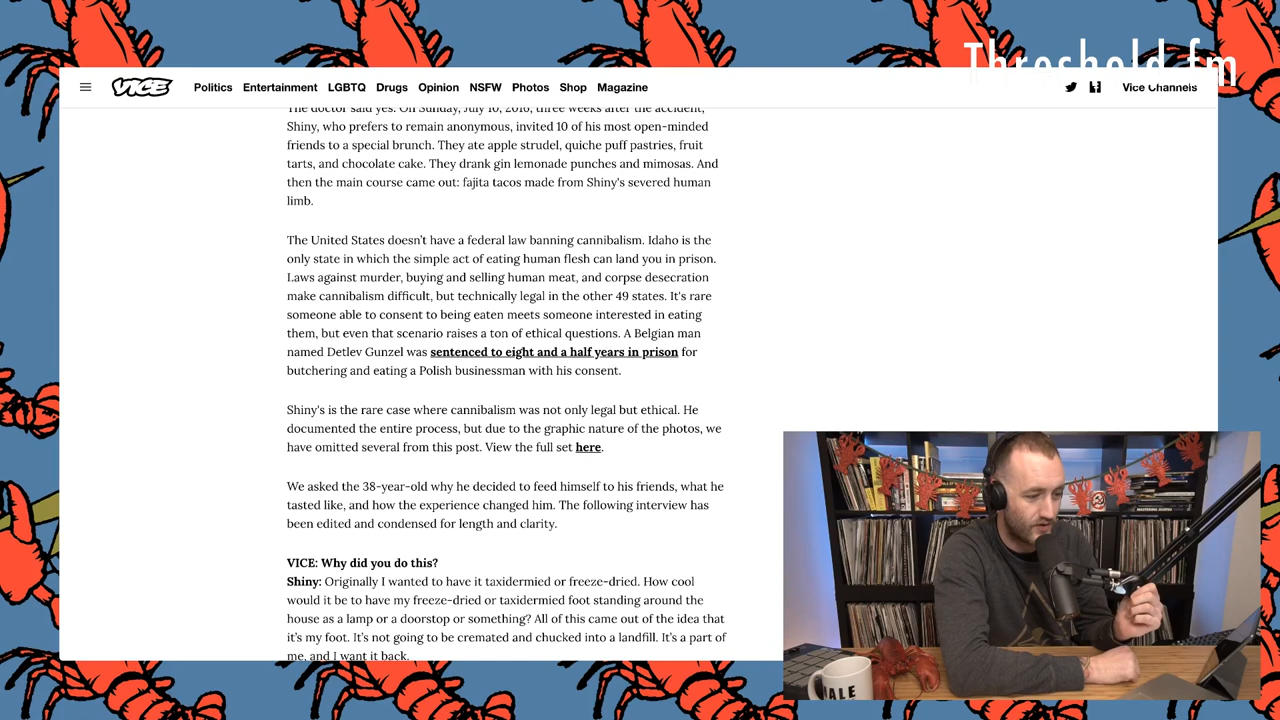 Threshold.fm
VICE Politics Entertainment LGBTQ Drugs Opinion NSFW Photos Shop Magazine Vice Channels
The doctor said yes. On Sunday, July 10, 2016, three weeks after the accident,
Shiny, who prefers to remain anonymous, invited 10 of his most open-minded
friends to a special brunch. They ate apple strudel, quiche puff pastries, fruit
tarts, and chocolate cake. They drank gin lemonade punches and mimosas. And
then the main course came out: fajita tacos made from Shiny's severed human
limb.
The United States doesn't have a federal law banning cannibalism. Idaho is the
only state in which the simple act of eating human flesh can land you in prison.
Laws against murder, buying and selling human meat, and corpse desecration
make cannibalism difficult, but technically legal in the other 49 states. It's rare
someone able to consent to being eaten meets someone interested in eating
them, but even that scenario raises a ton of ethical questions. A Belgian man
named Detlev Gunzel was sentenced to eight and a half years in prison for
butchering and eating a Polish businessman with his consent.
Shiny's is the rare case where cannibalism was not only legal but ethical. He
documented the entire process, but due to the graphic nature of the photos, we
have omitted several from this post. View the full set here.
We asked the 38-year-old why he decided to feed himself to his friends, what he
tasted like, and how the experience changed him. The following interview has
been edited and condensed for length and clarity.
VICE: Why did you do this?
Shiny: Originally I wanted to have it taxidermied or freeze-dried. How cool
would it be to have my freeze-dried or taxidermied foot standing around the
house as a lamp or a doorstop or something? All of this came out of the idea that
it's my foot. It's not going to be cremated and chucked into a landfill. It's a part of
me, and I want it back.